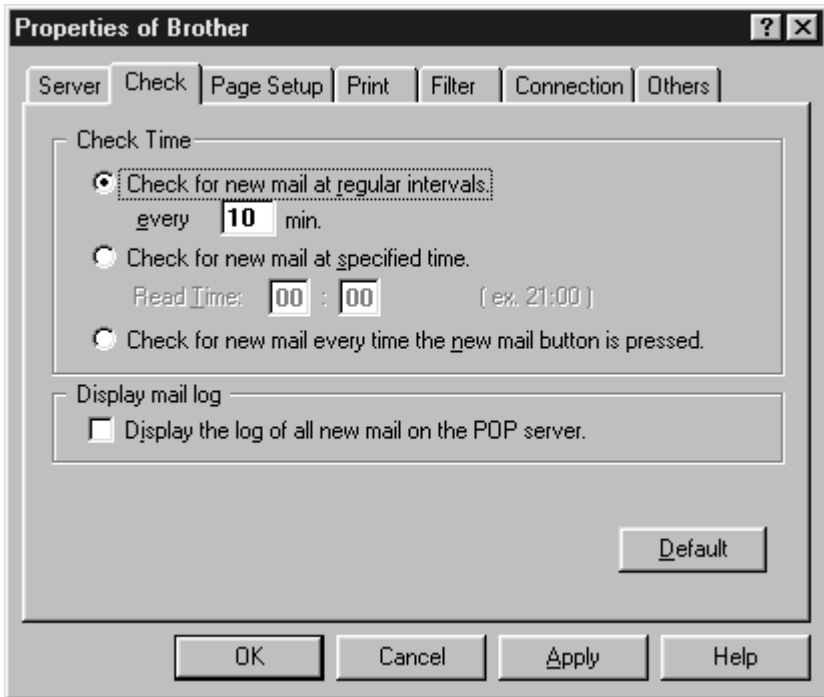 Properties of Brother
Server Check Page Setup Print Filter Connection Others
Check Time
Check for new mail at regular intervals.
every 10 min.
Check for new mail at specified time.
Read Time: 00 : 00 ( ex. 21:00 )
Check for new mail every time the new mail button is pressed.
Display mail log
Display the log of all new mail on the POP server.
Default
OK Cancel Apply Help